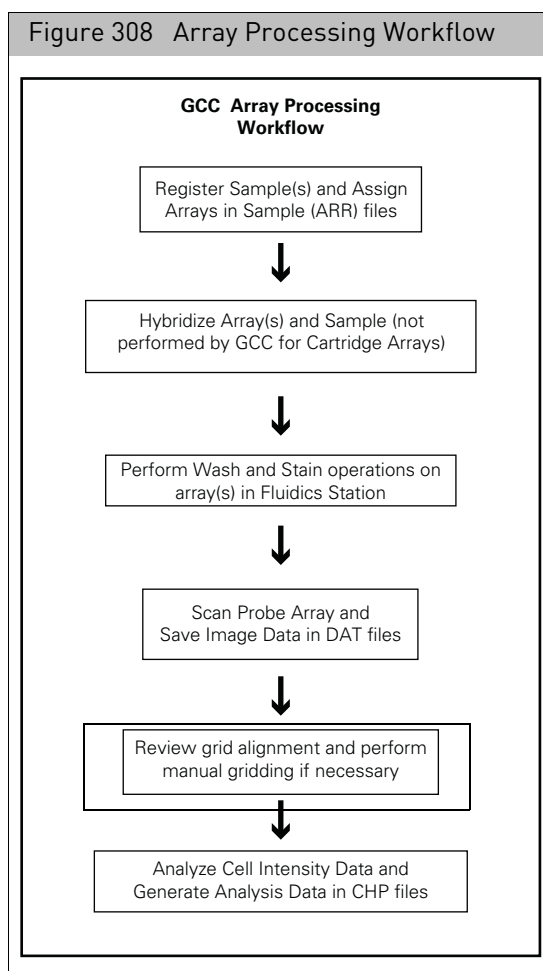 Figure 308 Array Processing Workflow
GCC Array Processing
Workflow
Register Sample(s) and Assign
Arrays in Sample (ARR) files
Hybridize Array(s) and Sample (not
performed by GCC for Cartridge Arrays)
Perform Wash and Stain operations on
array(s) in Fluidics Station
Scan Probe Array and
Save Image Data in DAT files
Review grid alignment and perform
manual gridding if necessary
Analyze Cell Intensity Data and
Generate Analysis Data in CHP files